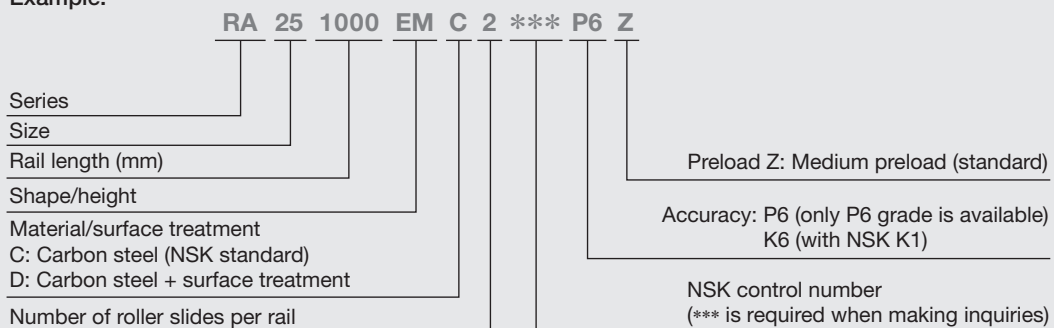 Example:
RA 25 1000 EM C 2 *** P6 Z
Series
Size
Rail length (mm)
Shape/height
Material/surface treatment
C: Carbon steel (NSK standard)
D: Carbon steel + surface treatment
Number of roller slides per rail
Preload Z: Medium preload (standard)
Accuracy: P6 (only P6 grade is available)
K6 (with NSK K1)
NSK control number
(*** is required when making inquiries)